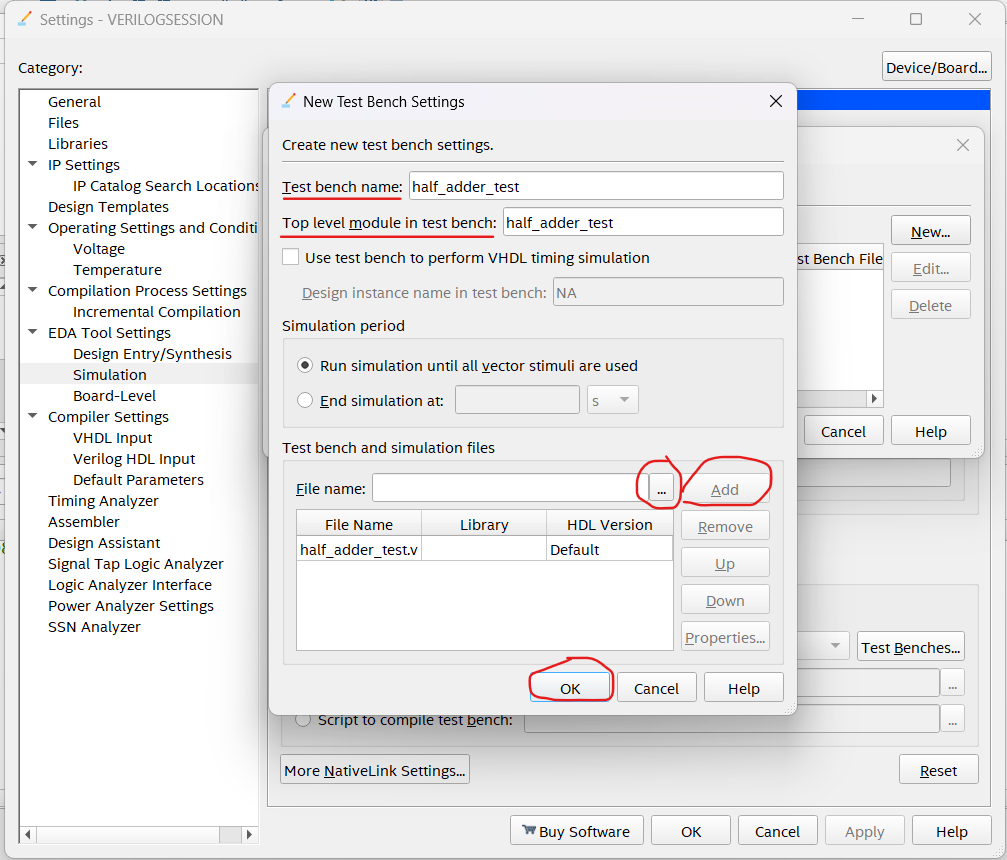 Settings - VERILOGSESSION
Category:
Device/Board...
General
Files
Libraries
IP Settings
IP Catalog Search Locations
Design Templates
Operating Settings and Conditi
Voltage
Temperature
Compilation Process Settings
Incremental Compilation
EDA Tool Settings
Design Entry/Synthesis
Simulation
Board-Level
Compiler Settings
VHDL Input
Verilog HDL Input
Default Parameters
Timing Analyzer
Assembler
Design Assistant
Signal Tap Logic Analyzer
Logic Analyzer Interface
Power Analyzer Settings
SSN Analyzer
New Test Bench Settings
Create new test bench settings.
Test bench name: half_adder_test
Top level module in test bench: half_adder_test
Use test bench to perform VHDL timing simulation
Design instance name in test bench: NA
Simulation period
Run simulation until all vector stimuli are used
End simulation at: s
Test bench and simulation files
File name: ... Add
File Name Library HDL Version
half_adder_test.v Default
Remove
Up
Down
Properties...
OK Cancel Help
New...
st Bench File
Edit...
Delete
Cancel Help
Test Benches...
...
Script to compile test bench: ...
More NativeLink Settings... Reset
Buy Software OK Cancel Apply Help